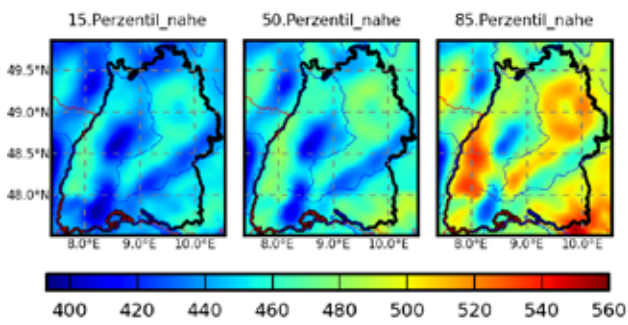 15.Perzentil_nahe 50.Perzentil_nahe 85.Perzentil_nahe
49.5°N
49.0°N
48.5°N
48.0°N
8.0°E 9.0°E 10.0°E 8.0°E 9.0°E 10.0°E 8.0°E 9.0°E 10.0°E
400 420 440 460 480 500 520 540 560